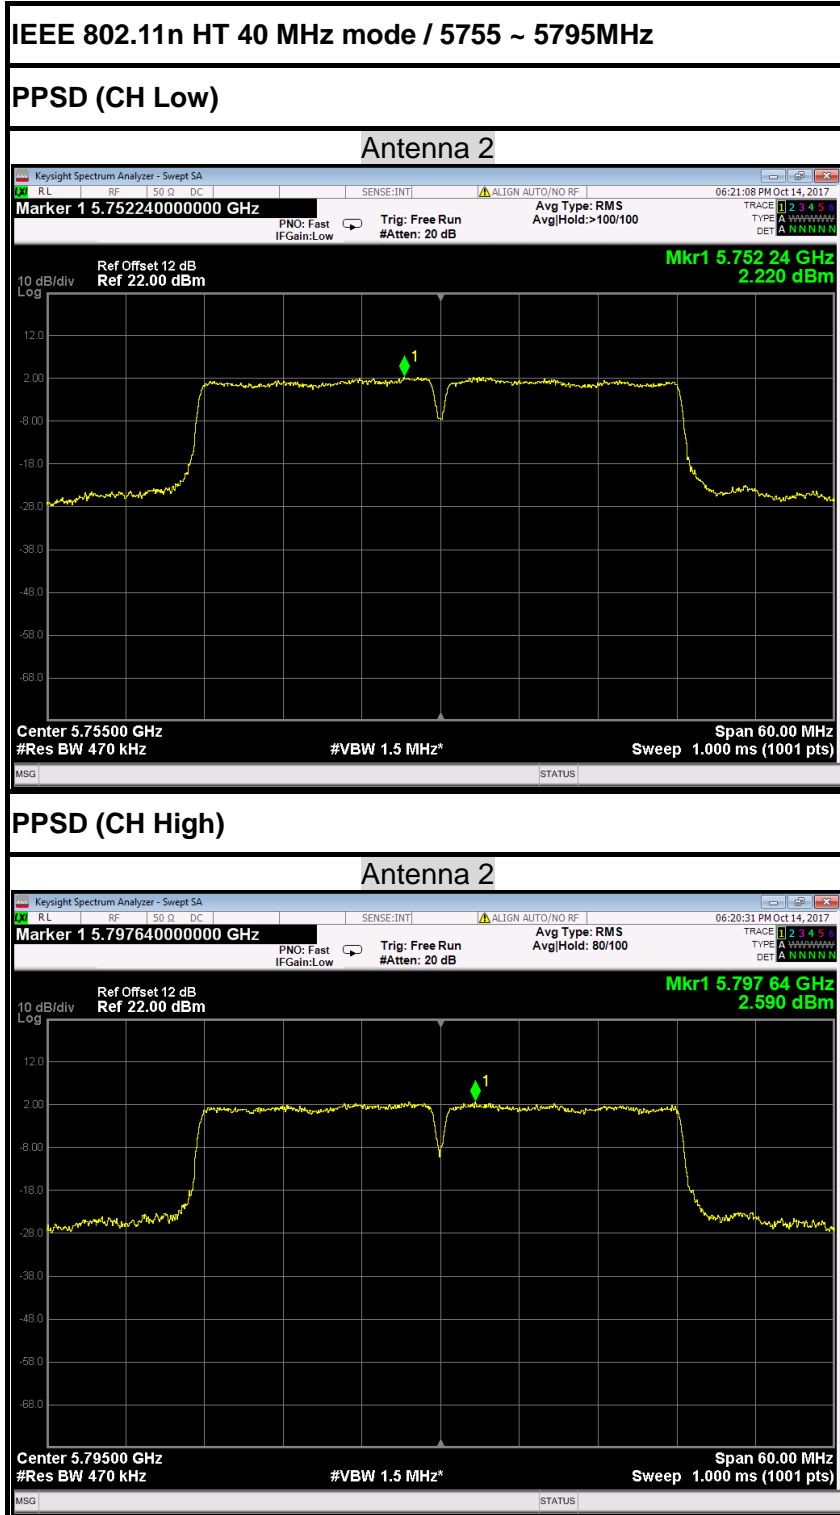 IEEE 802.11n HT 40 MHz mode / 5755 ~ 5795MHz
PPSD (CH Low)
Antenna 2
Keysight Spectrum Analyzer - Swept SA
LXI RL RF 50 Ω DC SENSE:INT ALIGN AUTO/NO RF 06:21:08 PM Oct 14, 2017
Marker 1 5.752240000000 GHz
PNO: Fast
IFGain:Low
Trig: Free Run
#Atten: 20 dB
Avg Type: RMS
Avg|Hold:>100/100
TRACE 1 2 3 4 5 6
TYPE A WWWWW
DET A N N N N N
Mkr1 5.752 24 GHz
2.220 dBm
Ref Offset 12 dB
10 dB/div Ref 22.00 dBm
Log
1
12.0
2.00
-8.00
-18.0
-28.0
-38.0
-48.0
-58.0
-68.0
Center 5.75500 GHz Span 60.00 MHz
#Res BW 470 kHz #VBW 1.5 MHz* Sweep 1.000 ms (1001 pts)
MSG STATUS
PPSD (CH High)
Antenna 2
Keysight Spectrum Analyzer - Swept SA
LXI RL RF 50 Ω DC SENSE:INT ALIGN AUTO/NO RF 06:20:31 PM Oct 14, 2017
Marker 1 5.797640000000 GHz
PNO: Fast
IFGain:Low
Trig: Free Run
#Atten: 20 dB
Avg Type: RMS
Avg|Hold: 80/100
TRACE 1 2 3 4 5 6
TYPE A WWWWW
DET A N N N N N
Mkr1 5.797 64 GHz
2.590 dBm
Ref Offset 12 dB
10 dB/div Ref 22.00 dBm
Log
1
12.0
2.00
-8.00
-18.0
-28.0
-38.0
-48.0
-58.0
-68.0
Center 5.79500 GHz Span 60.00 MHz
#Res BW 470 kHz #VBW 1.5 MHz* Sweep 1.000 ms (1001 pts)
MSG STATUS